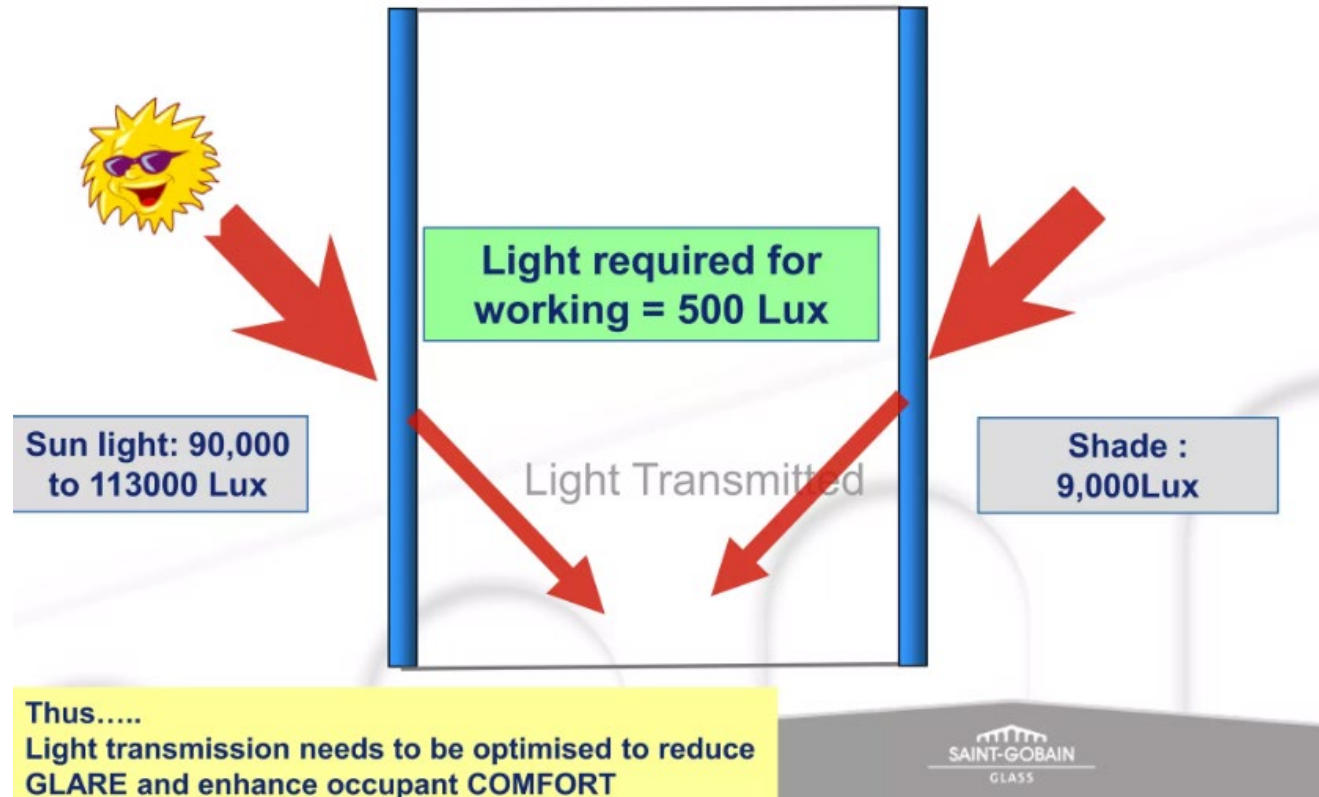 Light required for
working = 500 Lux
Sun light: 90,000
to 113000 Lux
Light Transmitted
Shade :
9,000Lux
Thus.....
Light transmission needs to be optimised to reduce
GLARE and enhance occupant COMFORT
SAINT-GOBAIN
GLASS